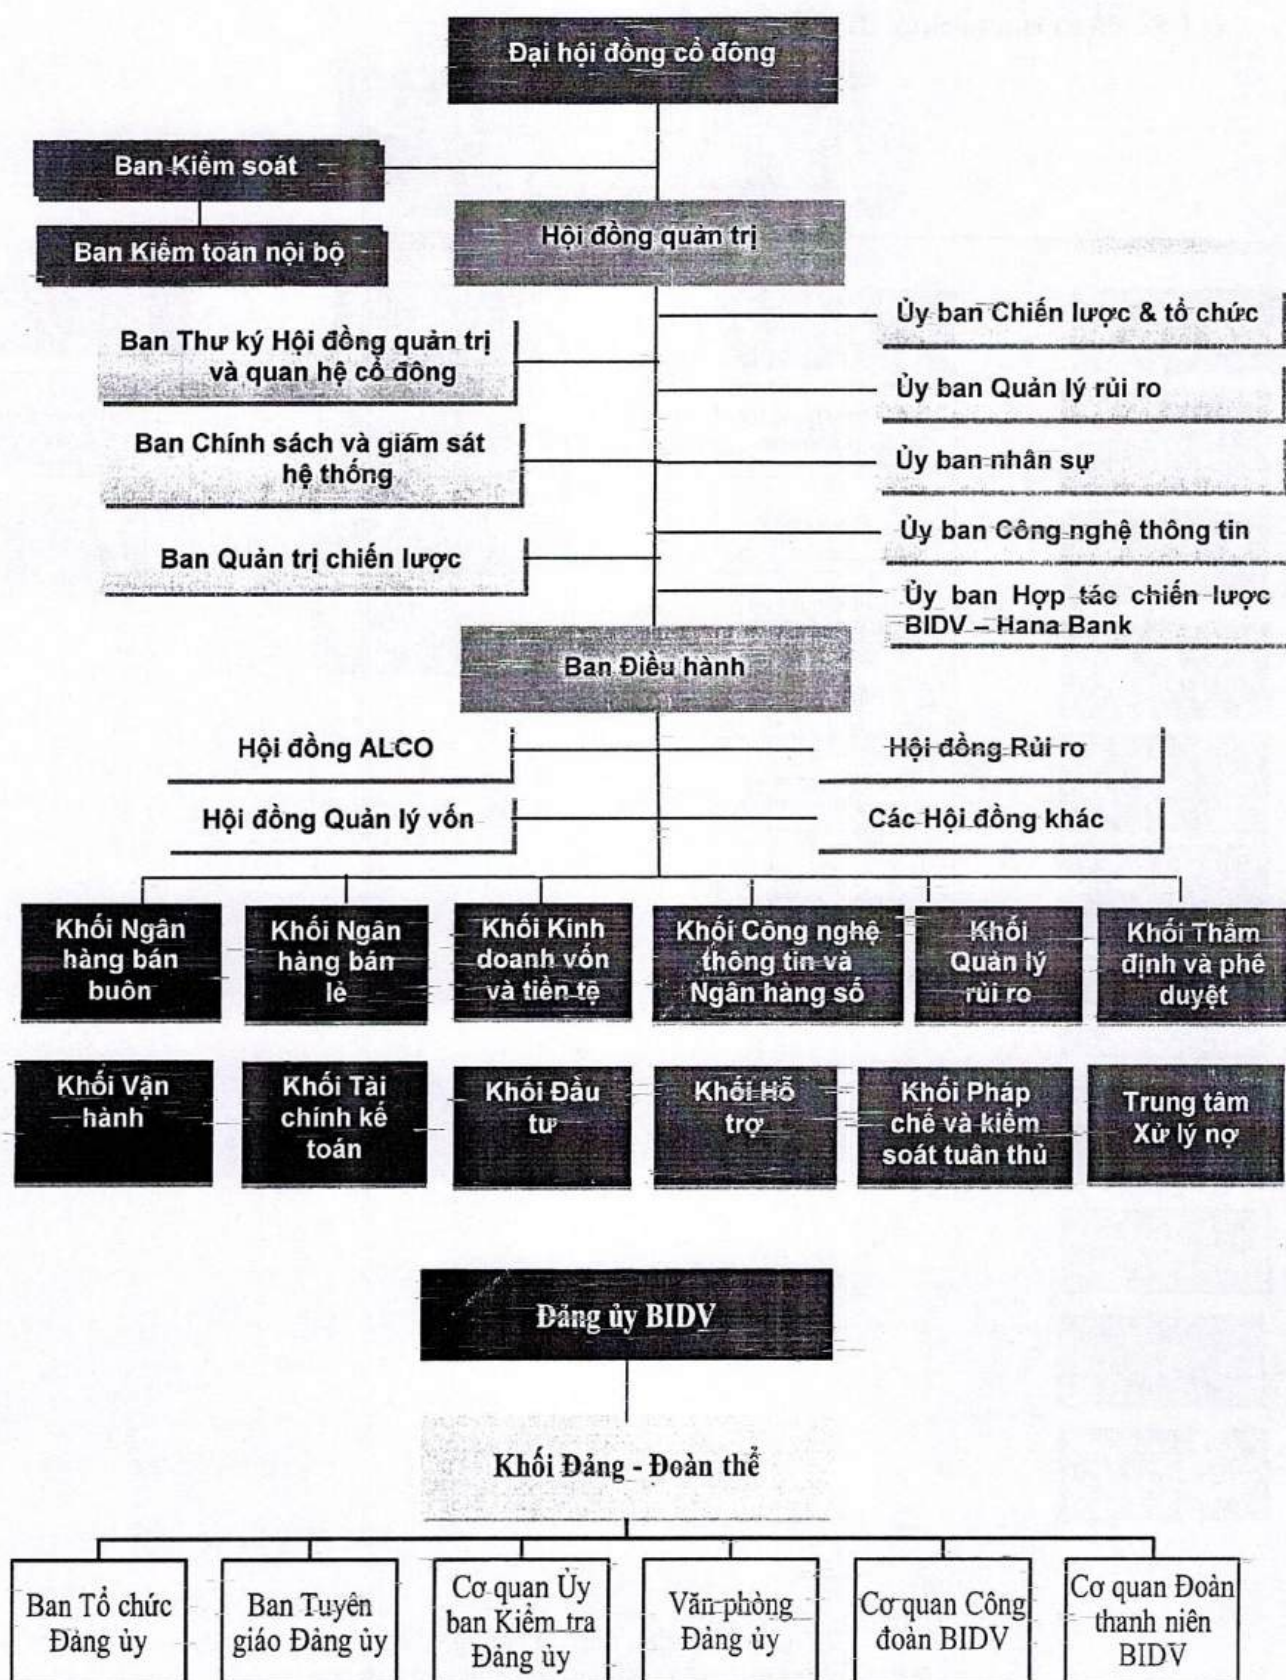 Đại hội đồng cổ đông
Ban Kiểm soát
Ban Kiểm toán nội bộ
Hội đồng quản trị
Ban Thư ký Hội đồng quản trị
và quan hệ cổ đông
Ban Chính sách và giám sát
hệ thống
Ban Quản trị chiến lược
Ủy ban Chiến lược & tổ chức
Ủy ban Quản lý rủi ro
Ủy ban nhân sự
Ủy ban Công nghệ thông tin
Ủy ban Hợp tác chiến lược
BIDV – Hana Bank
Ban Điều hành
Hội đồng ALCO
Hội đồng Rủi ro
Hội đồng Quản lý vốn
Các Hội đồng khác
Khối Ngân
hàng bán
buôn
Khối Ngân
hàng bán
lẻ
Khối Kinh
doanh vốn
và tiền tệ
Khối Công nghệ
thông tin và
Ngân hàng số
Khối
Quản lý
rủi ro
Khối Thẩm
định và phê
duyệt
Khối Vận
hành
Khối Tài
chính kế
toán
Khối Đầu
tư
Khối Hỗ
trợ
Khối Pháp
chế và kiểm
soát tuân thủ
Trung tâm
Xử lý nợ
Đảng ủy BIDV
Khối Đảng - Đoàn thể
Ban Tổ chức
Đảng ủy
Ban Tuyên
giáo Đảng ủy
Cơ quan Ủy
ban Kiểm tra
Đảng ủy
Văn phòng
Đảng ủy
Cơ quan Công
đoàn BIDV
Cơ quan Đoàn
thanh niên
BIDV